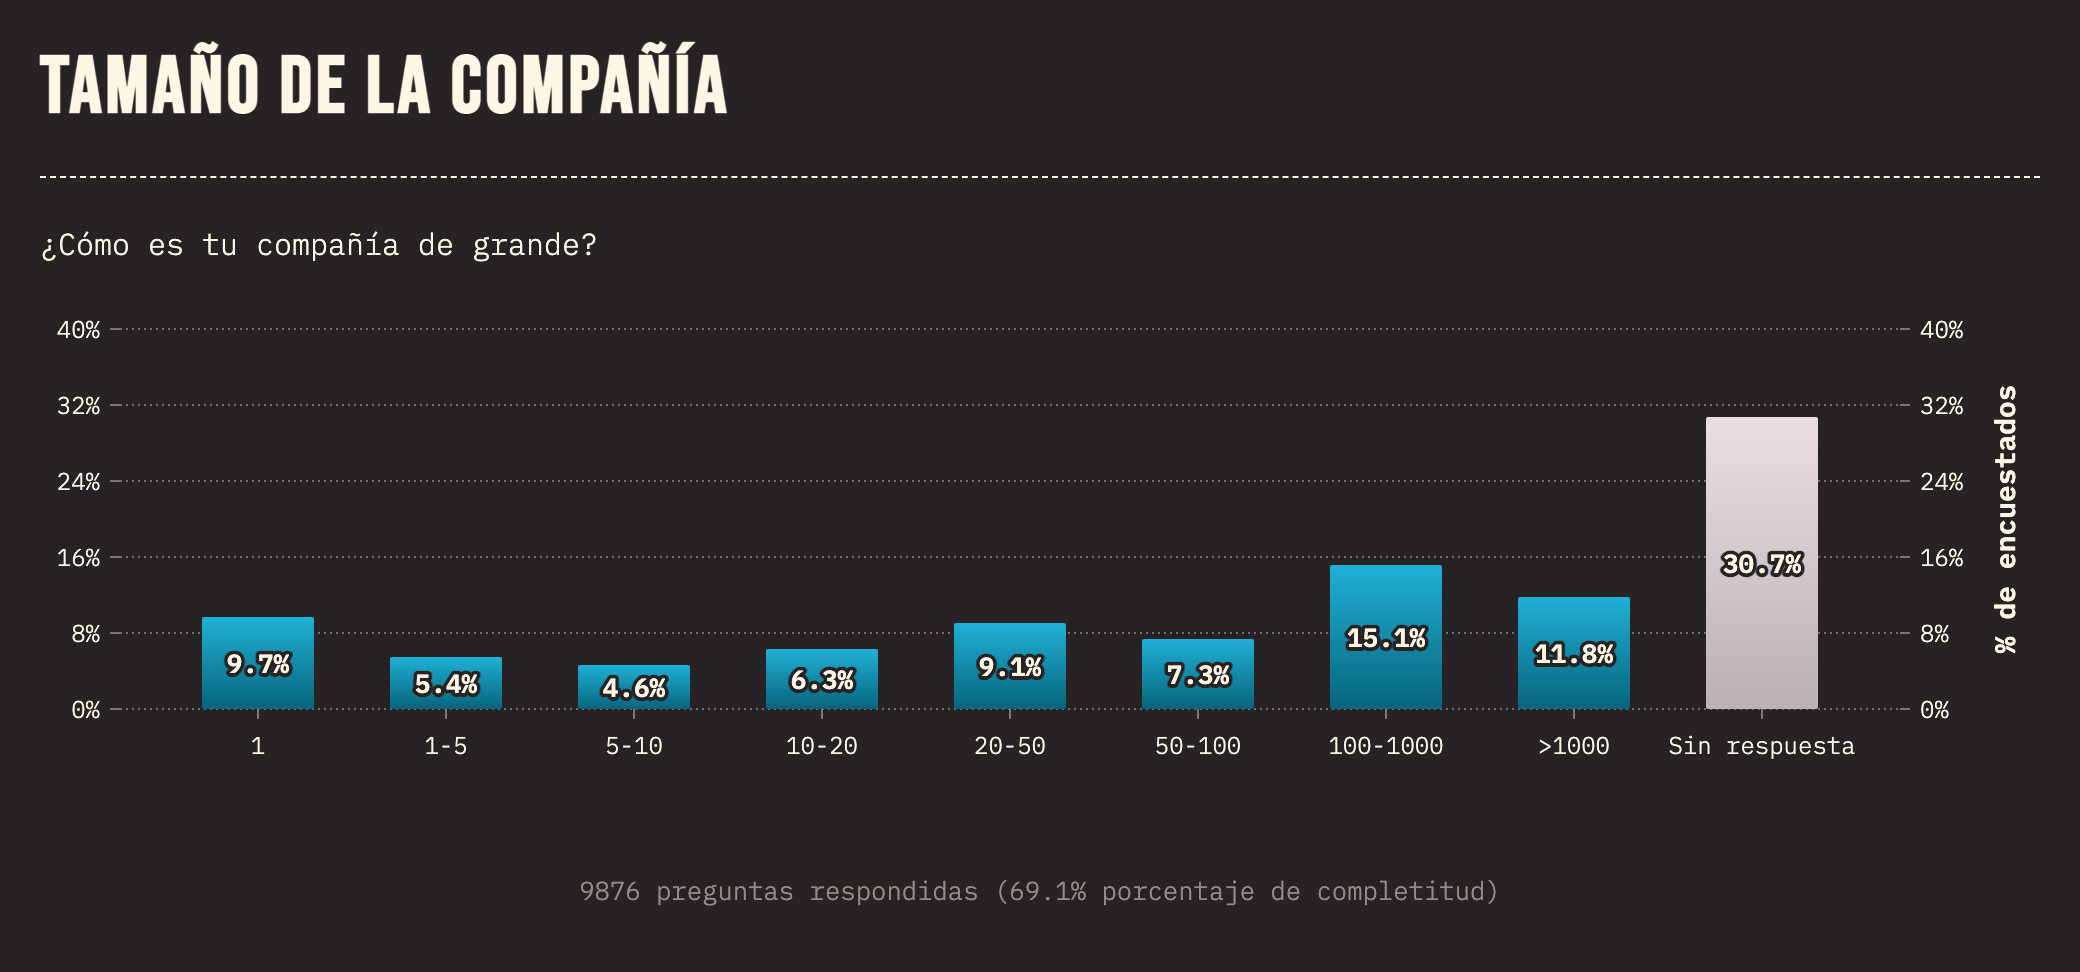 TAMAÑO DE LA COMPAÑÍA
¿Cómo es tu compañía de grande?
40% 40%
32% 32%
24% 24%
16% 16%
8% 8%
0% 0%
% de encuestados
9.7% 5.4% 4.6% 6.3% 9.1% 7.3% 15.1% 11.8% 30.7%
1 1-5 5-10 10-20 20-50 50-100 100-1000 >1000 Sin respuesta
9876 preguntas respondidas (69.1% porcentaje de completitud)